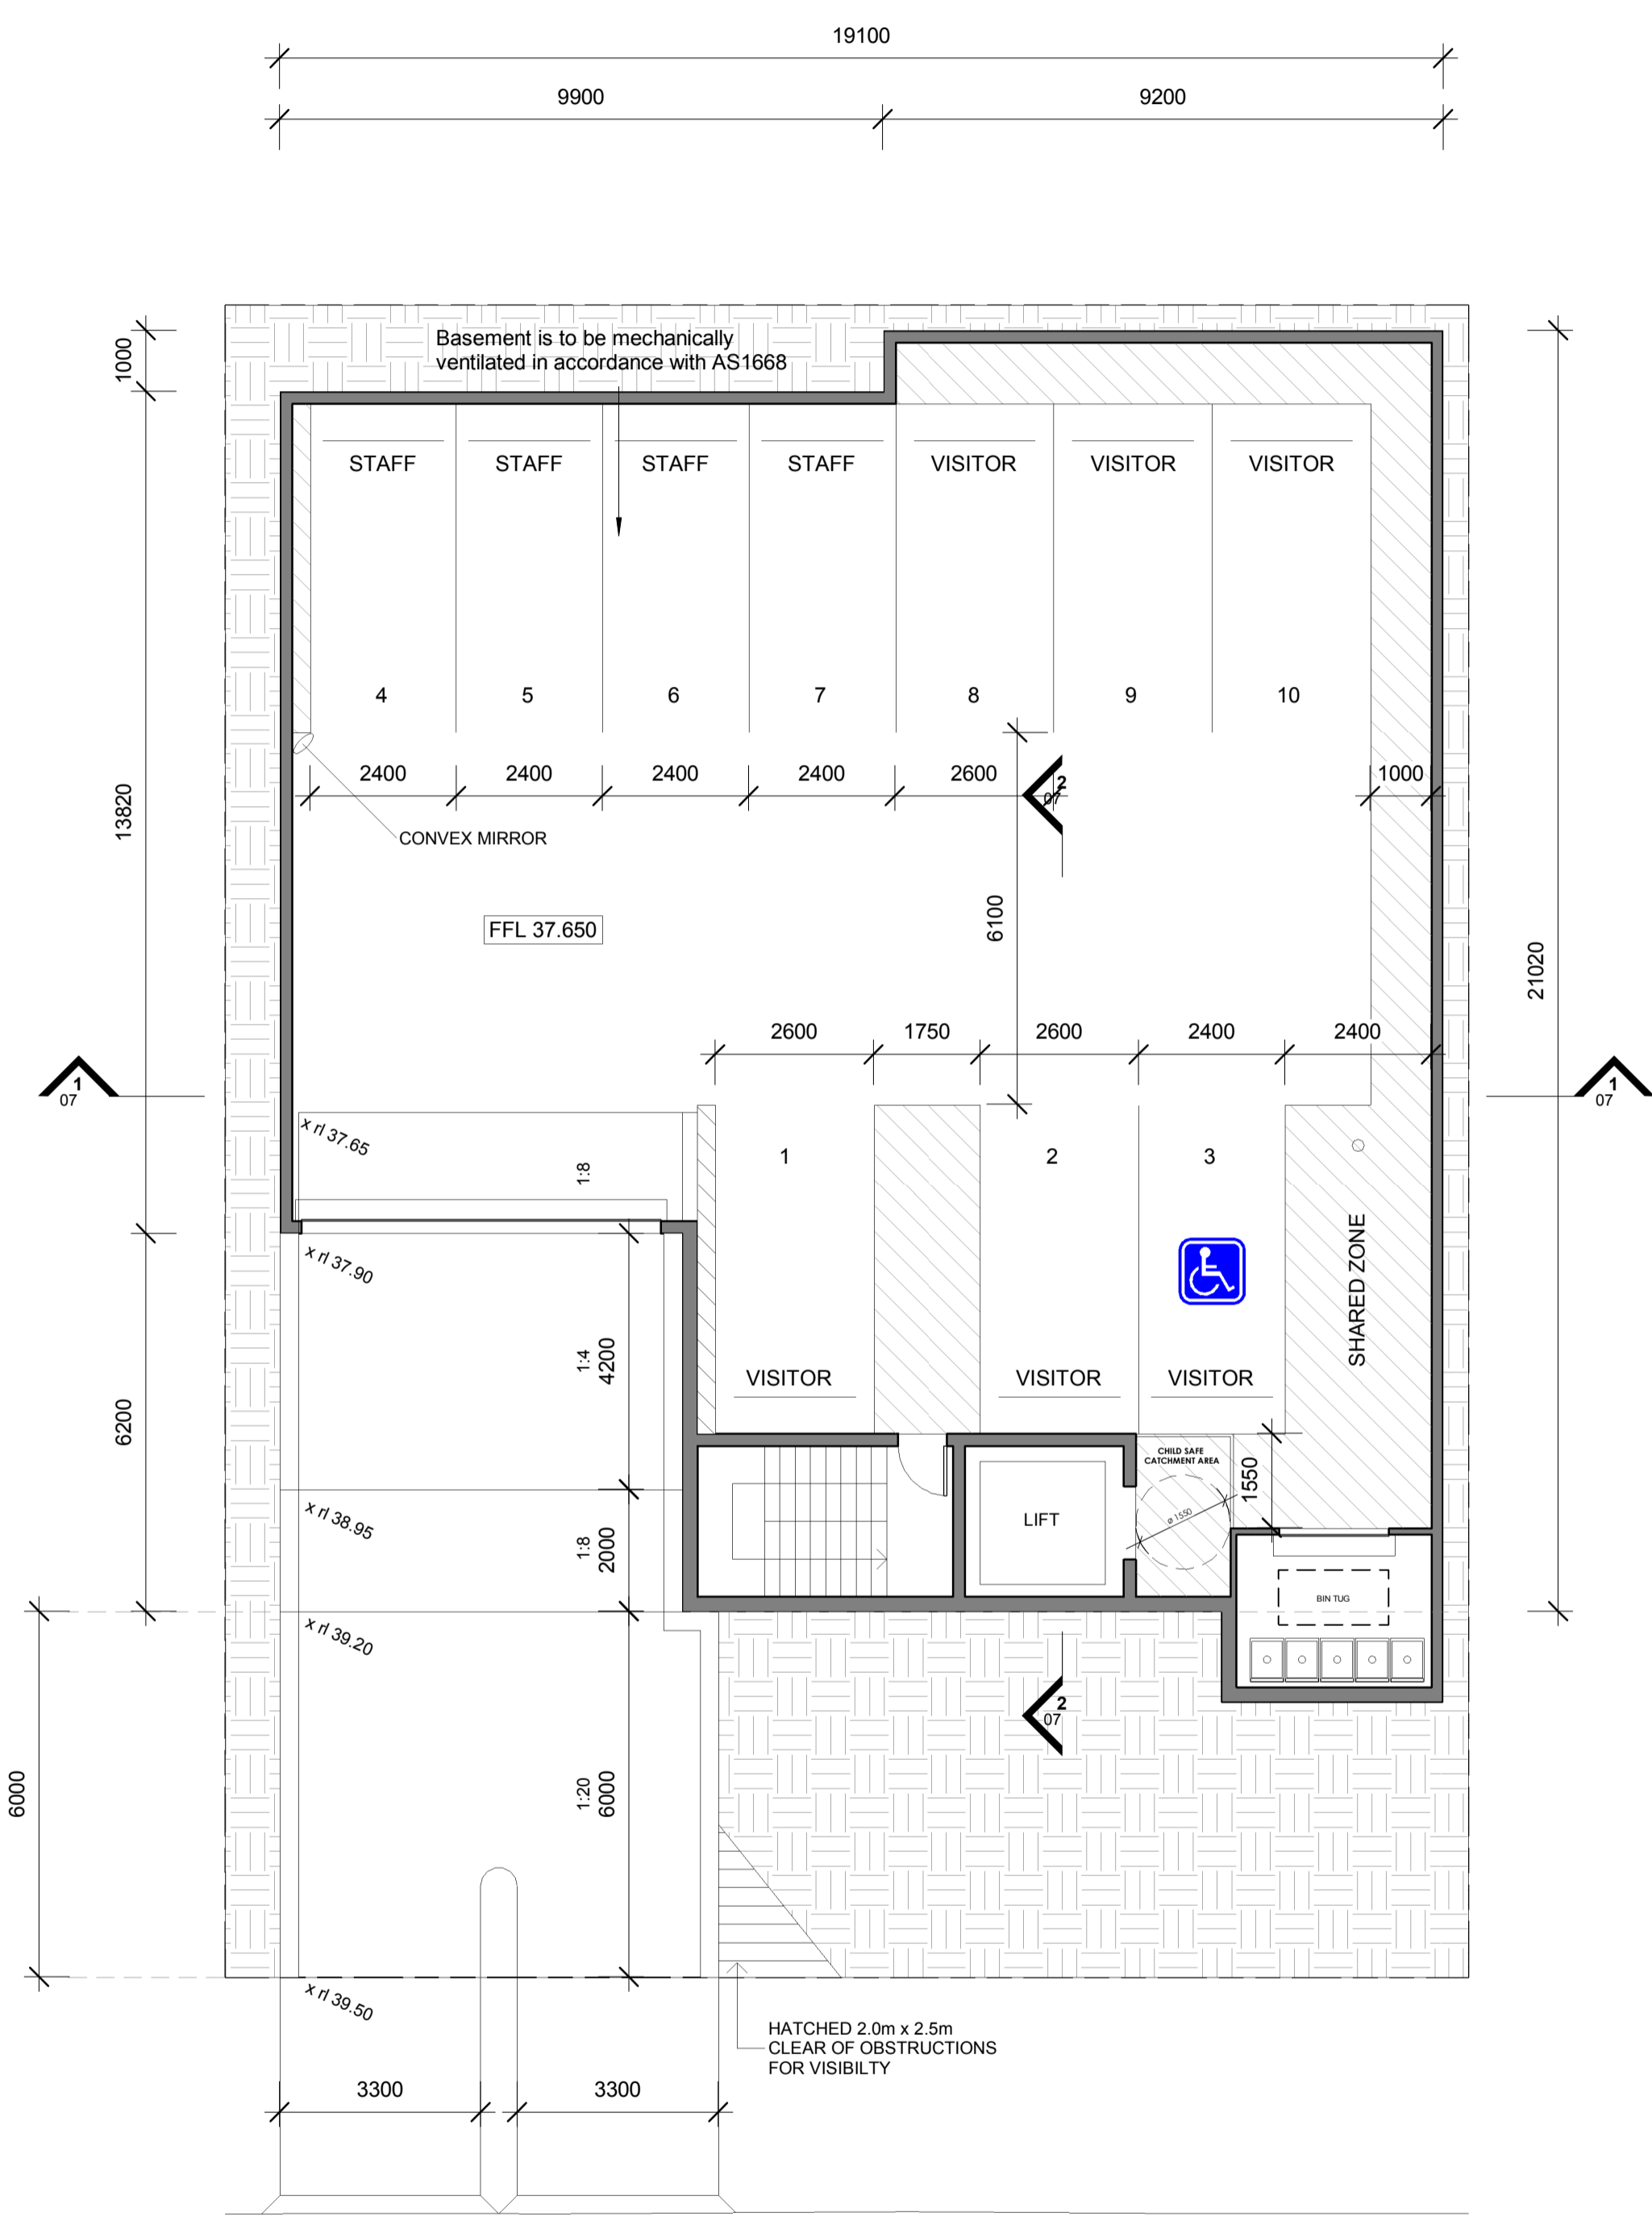 19100
9900
9200
Basement is to be mechanically
ventilated in accordance with AS1668
1000
STAFF
STAFF
STAFF
STAFF
VISITOR
VISITOR
VISITOR
4
5
6
7
8
9
10
2400
2400
2400
2400
2600
2
07
1000
13820
CONVEX MIRROR
6100
FFL 37.650
21020
2600
1750
2600
2400
2400
1
07
1
07
x rl 37.65
1:8
1
2
3
x rl 37.90
SHARED ZONE
1:4
4200
VISITOR
VISITOR
VISITOR
6200
CHILD SAFE
CATCHMENT AREA
1550
x rl 38.95
LIFT
ø 1550
1:8
2000
BIN TUG
x rl 39.20
2
07
6000
1:20
6000
x rl 39.50
HATCHED 2.0m x 2.5m
CLEAR OF OBSTRUCTIONS
FOR VISIBILTY
3300
3300